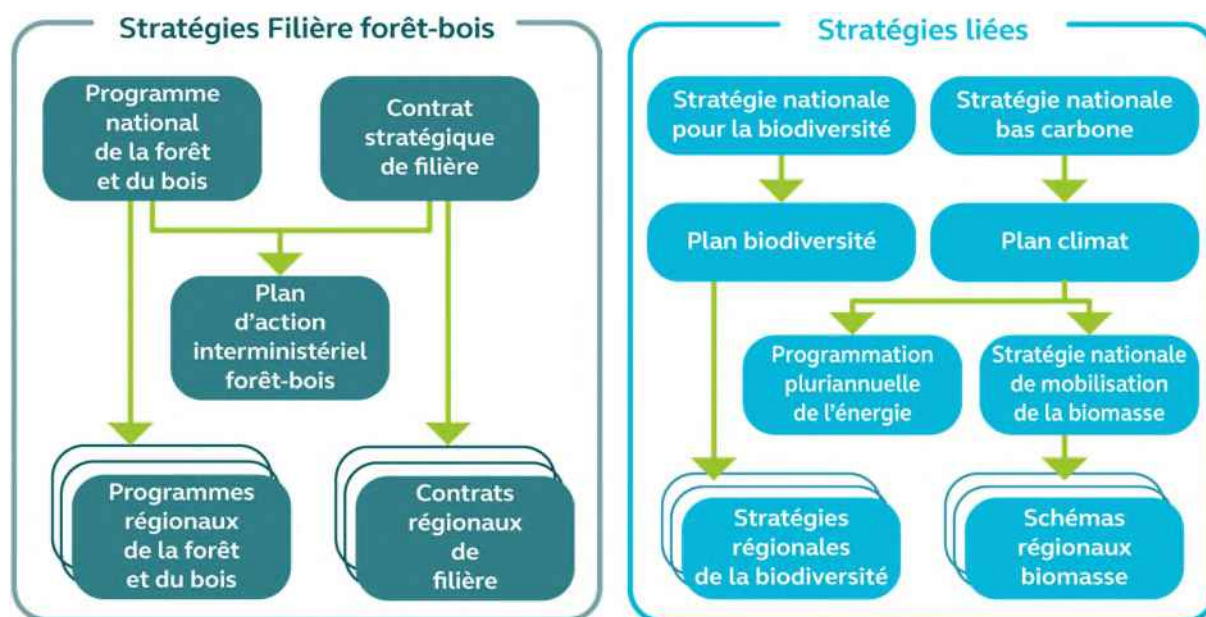 Stratégies Filière forêt-bois
Programme
national
de la forêt
et du bois
Contrat
stratégique
de filière
Plan
d'action
interministériel
forêt-bois
Programmes
régionaux
de la forêt
et du bois
Contrats
régionaux
de
filière
Stratégies liées
Stratégie nationale
pour la biodiversité
Stratégie nationale
bas carbone
Plan biodiversité
Plan climat
Programmation
pluriannuelle
de l'énergie
Stratégie nationale
de mobilisation
de la biomasse
Stratégies
régionales
de la biodiversité
Schémas
régionaux
biomasse